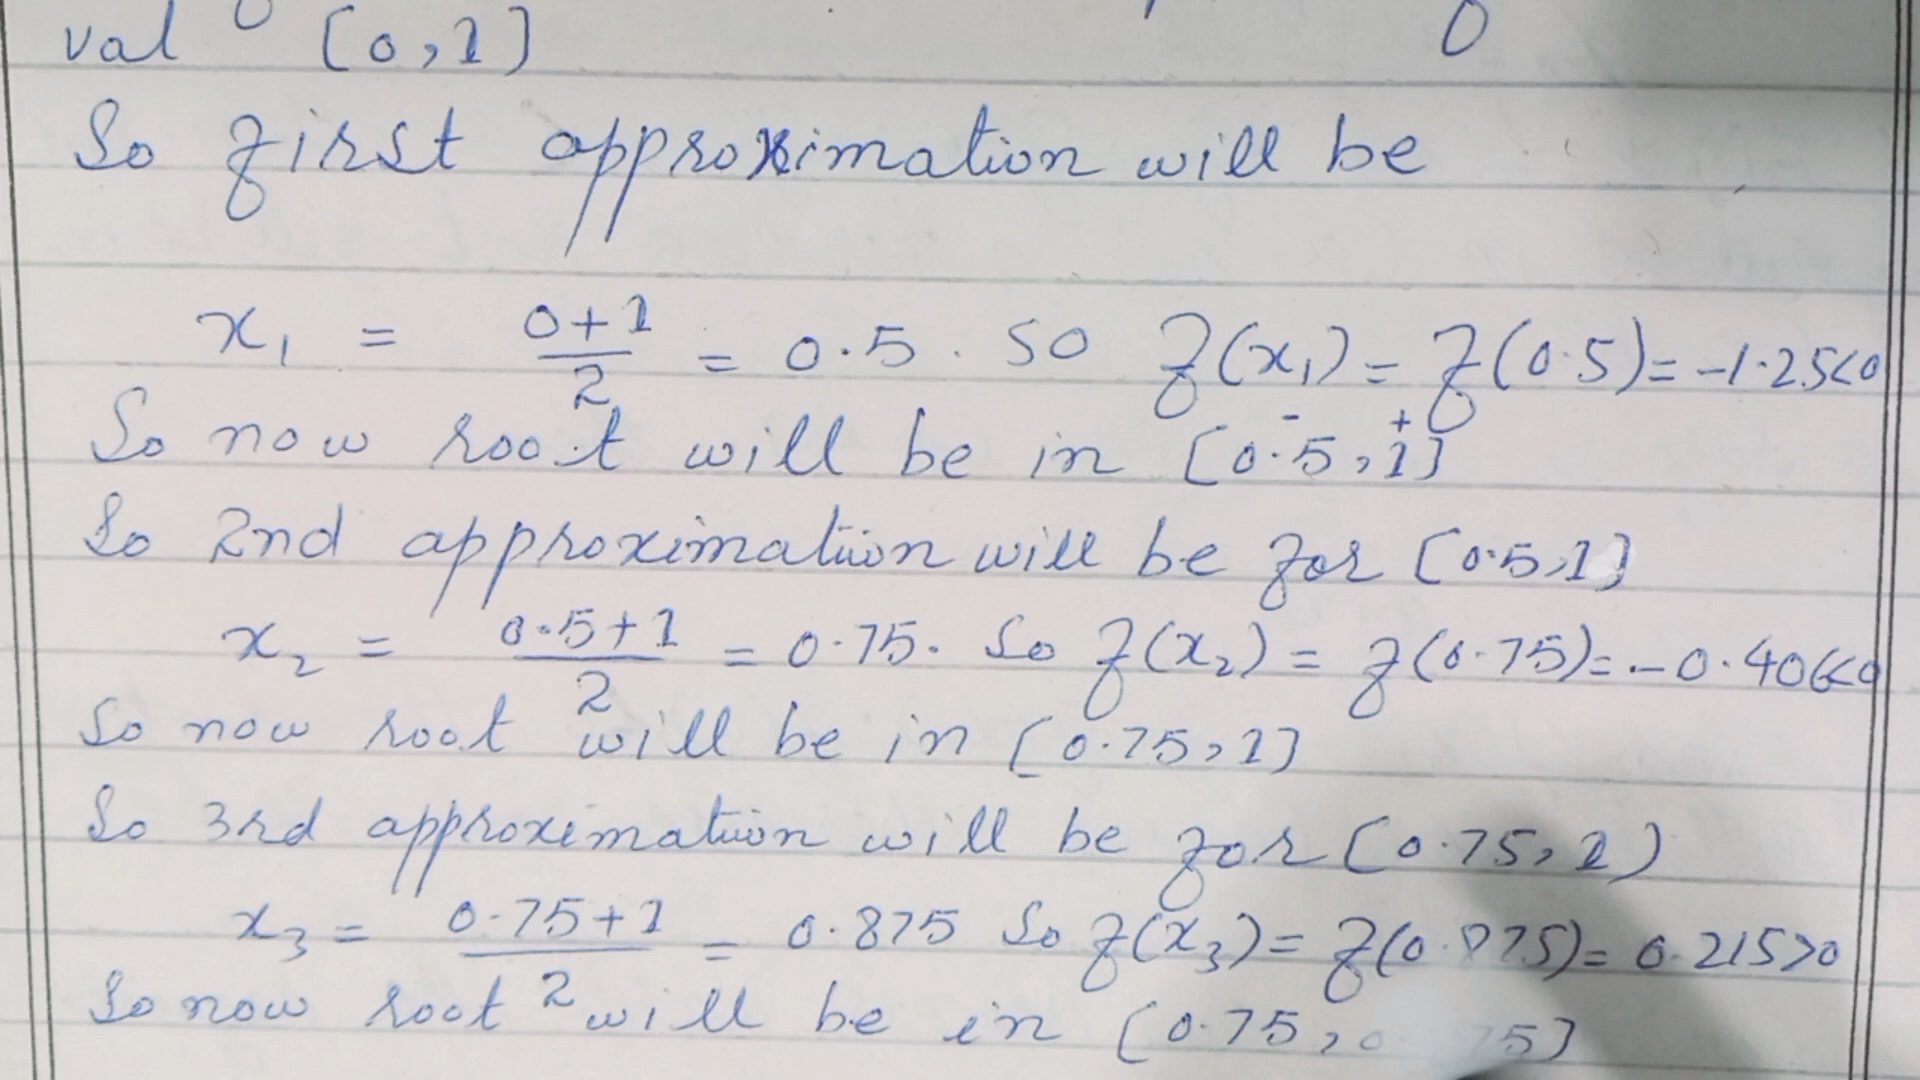 val [0,1]
So first approximation will be
x₁ = 0+1/2 = 0.5. So f(x₁) = f(0.5) = -1.25<0
So now root will be in [0.5, 1]
So 2nd approximation will be for [0.5,1]
x₂ = 0.5+1/2 = 0.75. So f(x₂) = f(0.75) = -0.406<0
So now root will be in [0.75, 1]
So 3rd approximation will be for [0.75, 1)
x₃ = 0.75+1/2 = 0.875 So f(x₃) = f(0.875) = 0.215>0
So now root will be in [0.75,